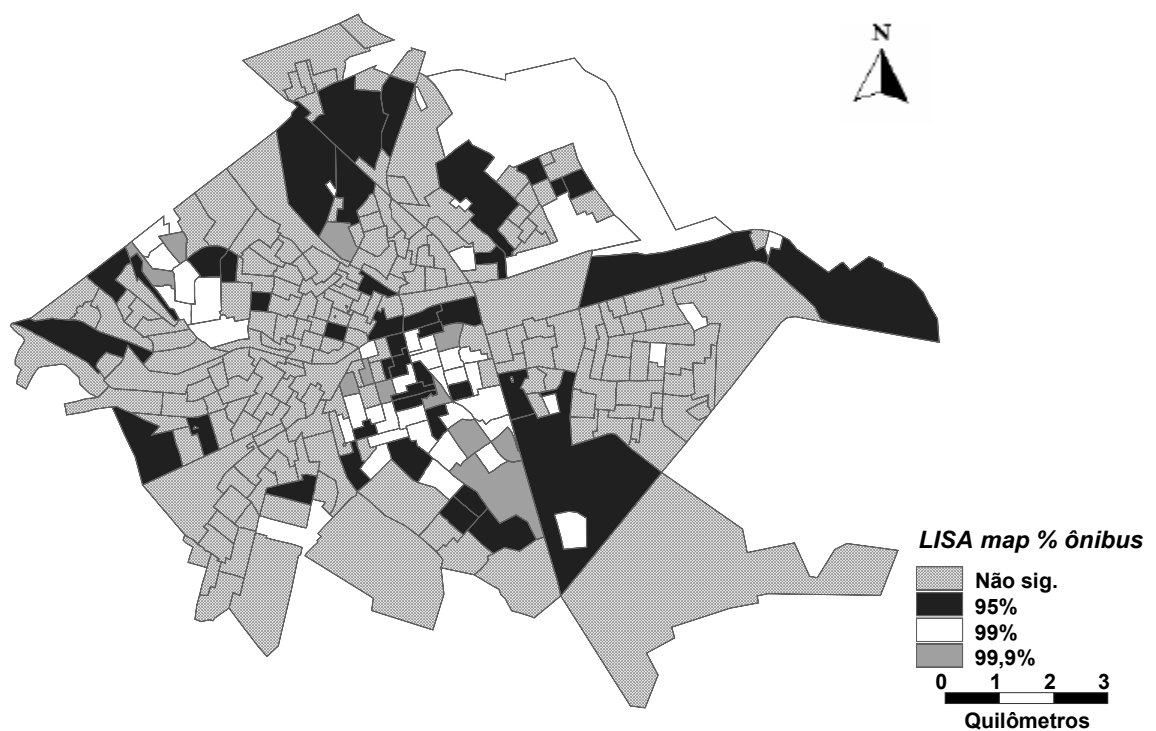 N
LISA map % ônibus
Não sig.
95%
99%
99,9%
0 1 2 3
Quilômetros